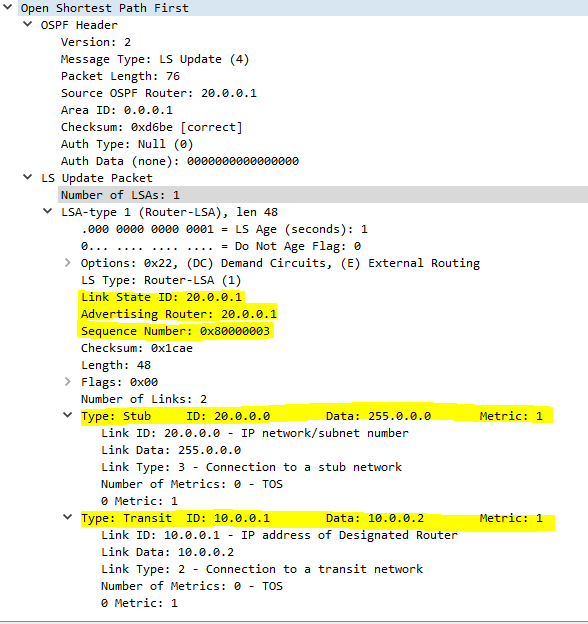 Open Shortest Path First
OSPF Header
Version: 2
Message Type: LS Update (4)
Packet Length: 76
Source OSPF Router: 20.0.0.1
Area ID: 0.0.0.1
Checksum: 0xd6be [correct]
Auth Type: Null (0)
Auth Data (none): 0000000000000000
LS Update Packet
Number of LSAs: 1
LSA-type 1 (Router-LSA), len 48
.000 0000 0000 0001 = LS Age (seconds): 1
0... .... .... .... = Do Not Age Flag: 0
Options: 0x22, (DC) Demand Circuits, (E) External Routing
LS Type: Router-LSA (1)
Link State ID: 20.0.0.1
Advertising Router: 20.0.0.1
Sequence Number: 0x80000003
Checksum: 0x1cae
Length: 48
Flags: 0x00
Number of Links: 2
Type: Stub ID: 20.0.0.0 Data: 255.0.0.0 Metric: 1
Link ID: 20.0.0.0 - IP network/subnet number
Link Data: 255.0.0.0
Link Type: 3 - Connection to a stub network
Number of Metrics: 0 - TOS
0 Metric: 1
Type: Transit ID: 10.0.0.1 Data: 10.0.0.2 Metric: 1
Link ID: 10.0.0.1 - IP address of Designated Router
Link Data: 10.0.0.2
Link Type: 2 - Connection to a transit network
Number of Metrics: 0 - TOS
0 Metric: 1